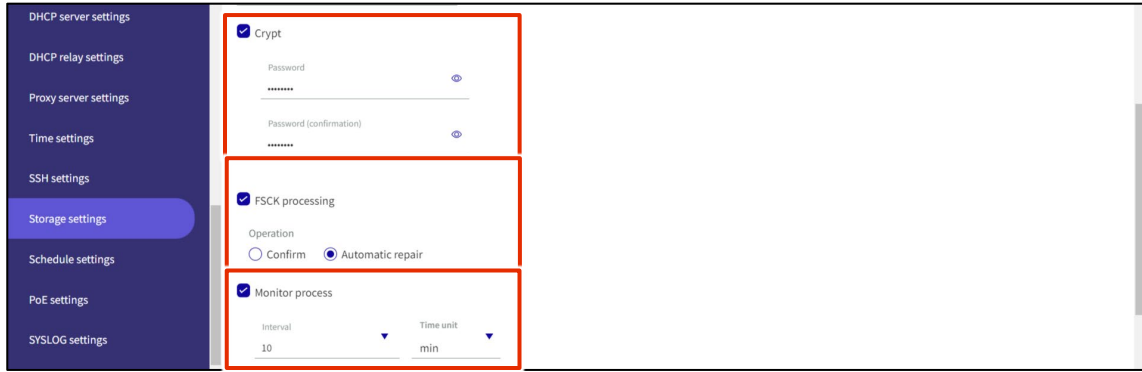 DHCP server settings
DHCP relay settings
Proxy server settings
Time settings
SSH settings
Storage settings
Schedule settings
PoE settings
SYSLOG settings
Crypt
Password
••••••••
Password (confirmation)
••••••••
FSCK processing
Operation
Confirm Automatic repair
Monitor process
Interval Time unit
10 min